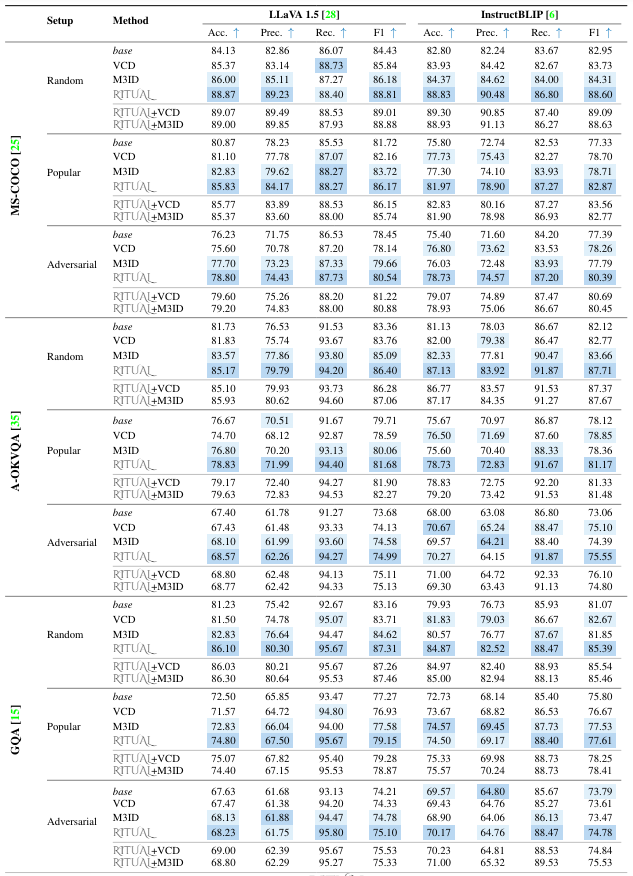 Setup Method LLaVA 1.5 [28] InstructBLIP [6]
Acc. ↑ Prec. ↑ Rec. ↑ F1 ↑ Acc. ↑ Prec. ↑ Rec. ↑ F1 ↑
MS-COCO [25]
Random
base 84.13 82.86 86.07 84.43 82.80 82.24 83.67 82.95
VCD 85.37 83.14 88.73 85.84 83.93 84.42 82.67 83.73
M3ID 86.00 85.11 87.27 86.18 84.37 84.62 84.00 84.31
RITUAL 88.87 89.23 88.40 88.81 88.83 90.48 86.80 88.60
RITUAL+VCD 89.07 89.49 88.53 89.01 89.30 90.85 87.40 89.09
RITUAL+M3ID 89.00 89.85 87.93 88.88 88.93 91.13 86.27 88.63
Popular
base 80.87 78.23 85.53 81.72 75.80 72.74 82.53 77.33
VCD 81.10 77.78 87.07 82.16 77.73 75.43 82.27 78.70
M3ID 82.83 79.62 88.27 83.72 77.30 74.10 83.93 78.71
RITUAL 85.83 84.17 88.27 86.17 81.97 78.90 87.27 82.87
RITUAL+VCD 85.77 83.89 88.53 86.15 82.83 80.16 87.27 83.56
RITUAL+M3ID 85.37 83.60 88.00 85.74 81.90 78.98 86.93 82.77
Adversarial
base 76.23 71.75 86.53 78.45 75.40 71.60 84.20 77.39
VCD 75.60 70.78 87.20 78.14 76.80 73.62 83.53 78.26
M3ID 77.70 73.23 87.33 79.66 76.03 72.48 83.93 77.79
RITUAL 78.80 74.43 87.73 80.54 78.73 74.57 87.20 80.39
RITUAL+VCD 79.60 75.26 88.20 81.22 79.07 74.89 87.47 80.69
RITUAL+M3ID 79.20 74.83 88.00 80.88 78.93 75.06 86.67 80.45
A-OKVQA [35]
Random
base 81.73 76.53 91.53 83.36 81.13 78.03 86.67 82.12
VCD 81.83 75.74 93.67 83.76 82.00 79.38 86.47 82.77
M3ID 83.57 77.86 93.80 85.09 82.33 77.81 90.47 83.66
RITUAL 85.17 79.79 94.20 86.40 87.13 83.92 91.87 87.71
RITUAL+VCD 85.10 79.93 93.73 86.28 86.77 83.57 91.53 87.37
RITUAL+M3ID 85.93 80.62 94.60 87.06 87.17 84.35 91.27 87.67
Popular
base 76.67 70.51 91.67 79.71 75.67 70.97 86.87 78.12
VCD 74.70 68.12 92.87 78.59 76.50 71.69 87.60 78.85
M3ID 76.80 70.20 93.13 80.06 75.60 70.40 88.33 78.36
RITUAL 78.83 71.99 94.40 81.68 78.73 72.83 91.67 81.17
RITUAL+VCD 79.17 72.40 94.27 81.90 78.83 72.75 92.20 81.33
RITUAL+M3ID 79.63 72.83 94.53 82.27 79.20 73.42 91.53 81.48
Adversarial
base 67.40 61.78 91.27 73.68 68.00 63.08 86.80 73.06
VCD 67.43 61.48 93.33 74.13 70.67 65.24 88.47 75.10
M3ID 68.10 61.99 93.60 74.58 69.57 64.21 88.40 74.39
RITUAL 68.57 62.26 94.27 74.99 70.27 64.15 91.87 75.55
RITUAL+VCD 68.80 62.48 94.13 75.11 71.00 64.72 92.33 76.10
RITUAL+M3ID 68.77 62.42 94.33 75.13 69.30 63.43 91.13 74.80
GQA [15]
Random
base 81.23 75.42 92.67 83.16 79.93 76.73 85.93 81.07
VCD 81.50 74.78 95.07 83.71 81.83 79.03 86.67 82.67
M3ID 82.83 76.64 94.47 84.62 80.57 76.77 87.67 81.85
RITUAL 86.10 80.30 95.67 87.31 84.87 82.52 88.47 85.39
RITUAL+VCD 86.03 80.21 95.67 87.26 84.97 82.40 88.93 85.54
RITUAL+M3ID 86.30 80.64 95.53 87.46 85.00 82.94 88.13 85.46
Popular
base 72.50 65.85 93.47 77.27 72.73 68.14 85.40 75.80
VCD 71.57 64.72 94.80 76.93 73.67 68.82 86.53 76.67
M3ID 72.83 66.04 94.00 77.58 74.57 69.45 87.73 77.53
RITUAL 74.80 67.50 95.67 79.15 74.50 69.17 88.40 77.61
RITUAL+VCD 75.07 67.82 95.40 79.28 75.33 69.98 88.73 78.25
RITUAL+M3ID 74.40 67.15 95.53 78.87 75.57 70.24 88.73 78.41
Adversarial
base 67.63 61.68 93.13 74.21 69.57 64.80 85.67 73.79
VCD 67.47 61.38 94.20 74.33 69.43 64.76 85.27 73.61
M3ID 68.13 61.88 94.47 74.78 68.90 64.06 86.13 73.47
RITUAL 68.23 61.75 95.80 75.10 70.17 64.76 88.47 74.78
RITUAL+VCD 69.00 62.39 95.67 75.53 70.23 64.81 88.53 74.84
RITUAL+M3ID 68.80 62.29 95.27 75.33 71.00 65.32 89.53 75.53